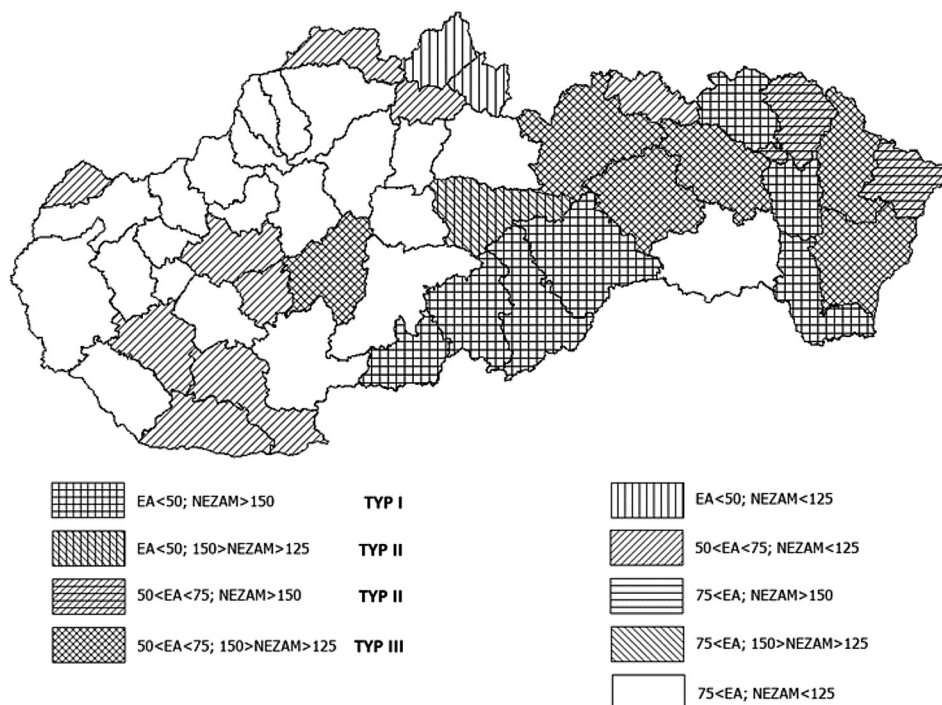 EA<50; NEZAM>150 TYP I
EA<50; 150>NEZAM>125 TYP II
50<EA<75; NEZAM>150 TYP II
50<EA<75; 150>NEZAM>125 TYP III
EA<50; NEZAM<125
50<EA<75; NEZAM<125
75<EA; NEZAM>150
75<EA; 150>NEZAM>125
75<EA; NEZAM<125